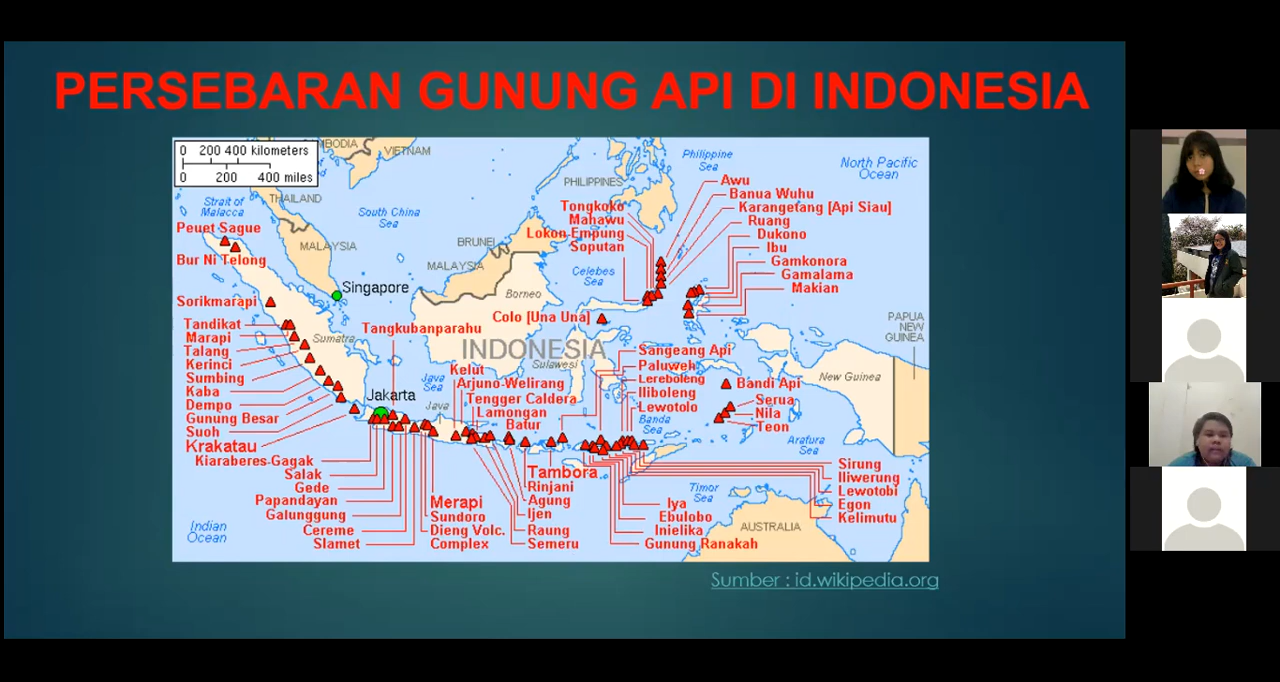 PERSEBARAN GUNUNG API DI INDONESIA
0 200 400 kilometers
0 200 400 miles
VIETNAM
THAILAND
Strait of
Malacca
South China
Sea
PHILIPPINES
Philippine
Sea
North Pacific
Ocean
Awu
Banua Wuhu
Karangetang [Api Siau]
Ruang
Dukono
Ibu
Gamkonora
Gamalama
Makian
Tongkoko
Mahawu
Lokon Empung
Soputan
Celebes
Sea
Peuet Sague
Bur Ni Telong
MALAYSIA
BRUNEI
MALAYSIA
Singapore
Borneo
Sorikmarapi
Colo [Una Una]
Tandikat
Marapi
Talang
Kerinci
Sumbing
Kaba
Dempo
Gunung Besar
Suoh
Krakatau
Sumatra
Tangkubanparahu
INDONESIA
Sulawesi
PAPUA
NEW
GUINEA
New Guinea
Jakarta
Java
Sea
Java
Kelut
Arjuno-Welirang
Tengger Caldera
Lamongan
Batur
Sangeang Api
Paluweh
Lereboleng
Iliboleng
Lewotolo
Banda
Sea
Bandi Api
Serua
Nila
Teon
Arafura
Sea
Kiaraberes-Gagak
Salak
Gede
Papandayan
Galunggung
Cereme
Slamet
Merapi
Sundoro
Dieng Volc.
Complex
Tambora
Rinjani
Agung
Ijen
Raung
Semeru
Iya
Ebulobo
Inielika
Gunung Ranakah
Timor
Sea
Sirung
Iliwerung
Lewotobi
Egon
Kelimutu
Indian
Ocean
AUSTRALIA
Sumber : id.wikipedia.org